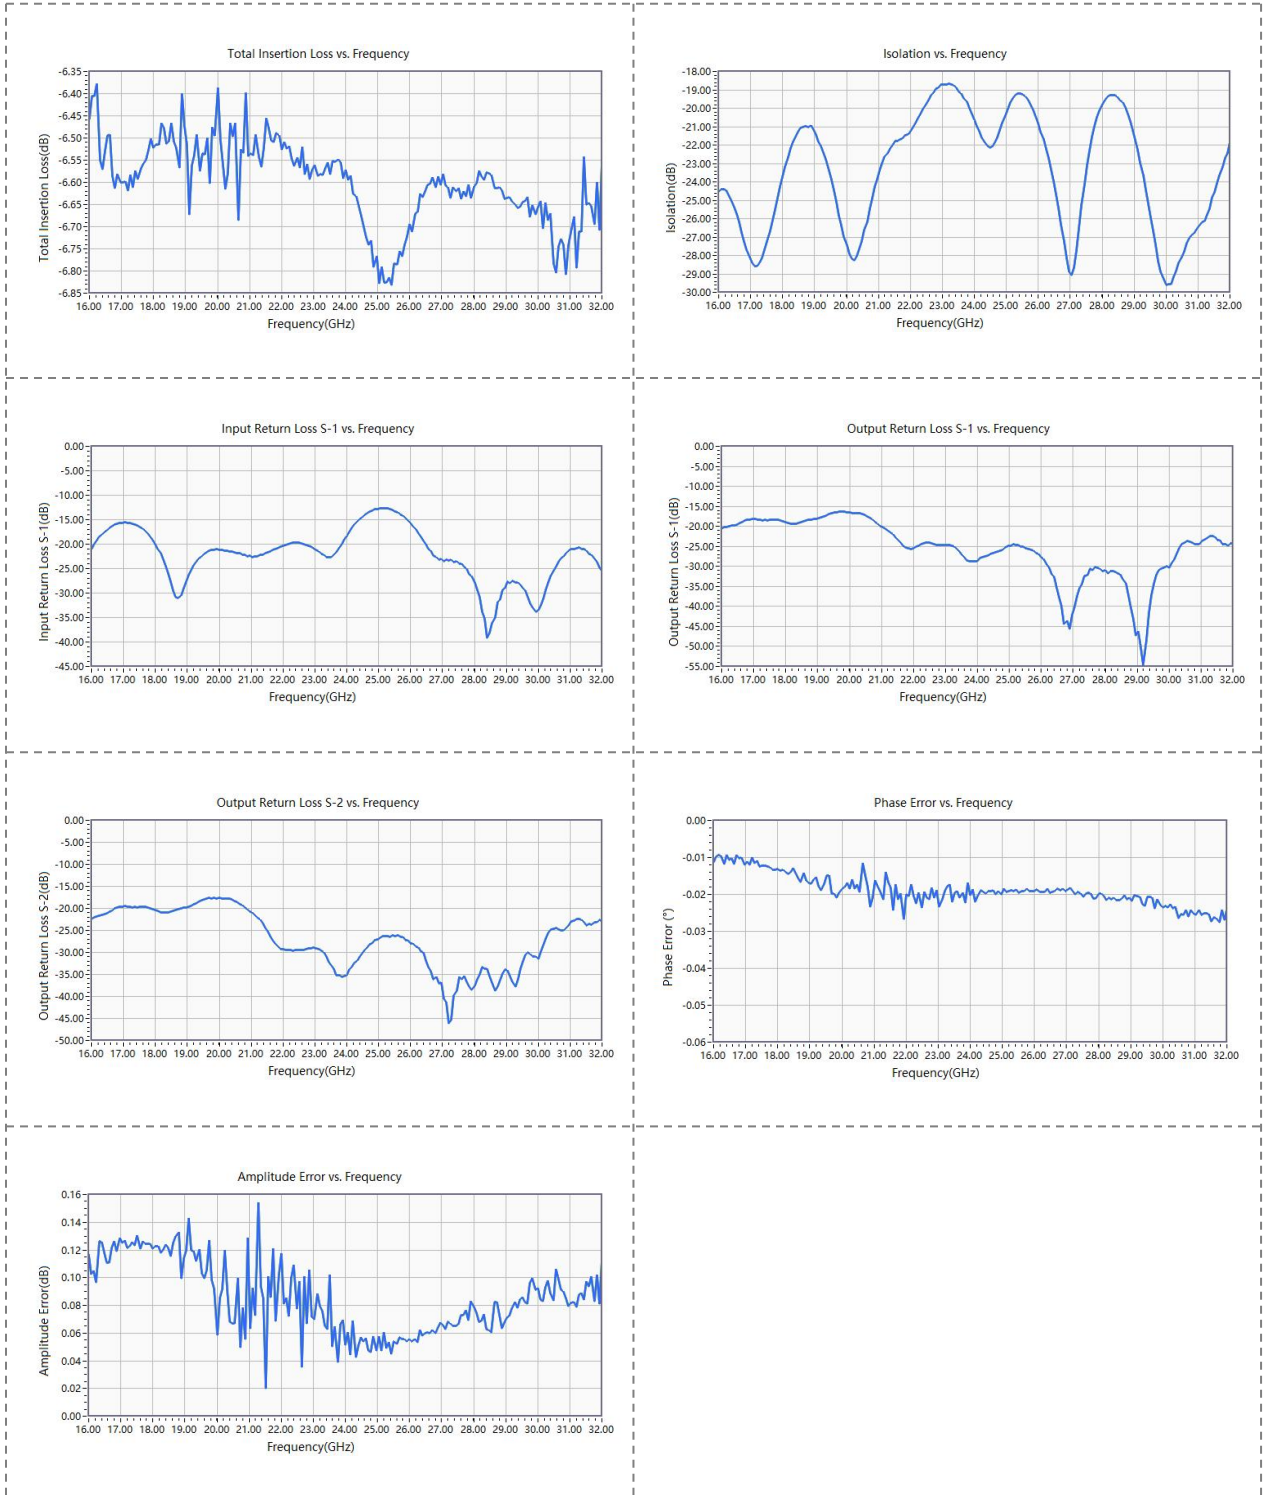 Total Insertion Loss vs. Frequency
Total Insertion Loss(dB)
-6.35
-6.40
-6.45
-6.50
-6.55
-6.60
-6.65
-6.70
-6.75
-6.80
-6.85
16.00 17.00 18.00 19.00 20.00 21.00 22.00 23.00 24.00 25.00 26.00 27.00 28.00 29.00 30.00 31.00 32.00
Frequency(GHz)
Isolation vs. Frequency
Isolation(dB)
-18.00
-19.00
-20.00
-21.00
-22.00
-23.00
-24.00
-25.00
-26.00
-27.00
-28.00
-29.00
-30.00
16.00 17.00 18.00 19.00 20.00 21.00 22.00 23.00 24.00 25.00 26.00 27.00 28.00 29.00 30.00 31.00 32.00
Frequency(GHz)
Input Return Loss S-1 vs. Frequency
Input Return Loss S-1(dB)
0.00
-5.00
-10.00
-15.00
-20.00
-25.00
-30.00
-35.00
-40.00
-45.00
16.00 17.00 18.00 19.00 20.00 21.00 22.00 23.00 24.00 25.00 26.00 27.00 28.00 29.00 30.00 31.00 32.00
Frequency(GHz)
Output Return Loss S-1 vs. Frequency
Output Return Loss S-1(dB)
0.00
-5.00
-10.00
-15.00
-20.00
-25.00
-30.00
-35.00
-40.00
-45.00
-50.00
-55.00
16.00 17.00 18.00 19.00 20.00 21.00 22.00 23.00 24.00 25.00 26.00 27.00 28.00 29.00 30.00 31.00 32.00
Frequency(GHz)
Output Return Loss S-2 vs. Frequency
Output Return Loss S-2(dB)
0.00
-5.00
-10.00
-15.00
-20.00
-25.00
-30.00
-35.00
-40.00
-45.00
-50.00
16.00 17.00 18.00 19.00 20.00 21.00 22.00 23.00 24.00 25.00 26.00 27.00 28.00 29.00 30.00 31.00 32.00
Frequency(GHz)
Phase Error vs. Frequency
Phase Error (°)
0.00
-0.01
-0.02
-0.03
-0.04
-0.05
-0.06
16.00 17.00 18.00 19.00 20.00 21.00 22.00 23.00 24.00 25.00 26.00 27.00 28.00 29.00 30.00 31.00 32.00
Frequency(GHz)
Amplitude Error vs. Frequency
Amplitude Error(dB)
0.16
0.14
0.12
0.10
0.08
0.06
0.04
0.02
0.00
16.00 17.00 18.00 19.00 20.00 21.00 22.00 23.00 24.00 25.00 26.00 27.00 28.00 29.00 30.00 31.00 32.00
Frequency(GHz)